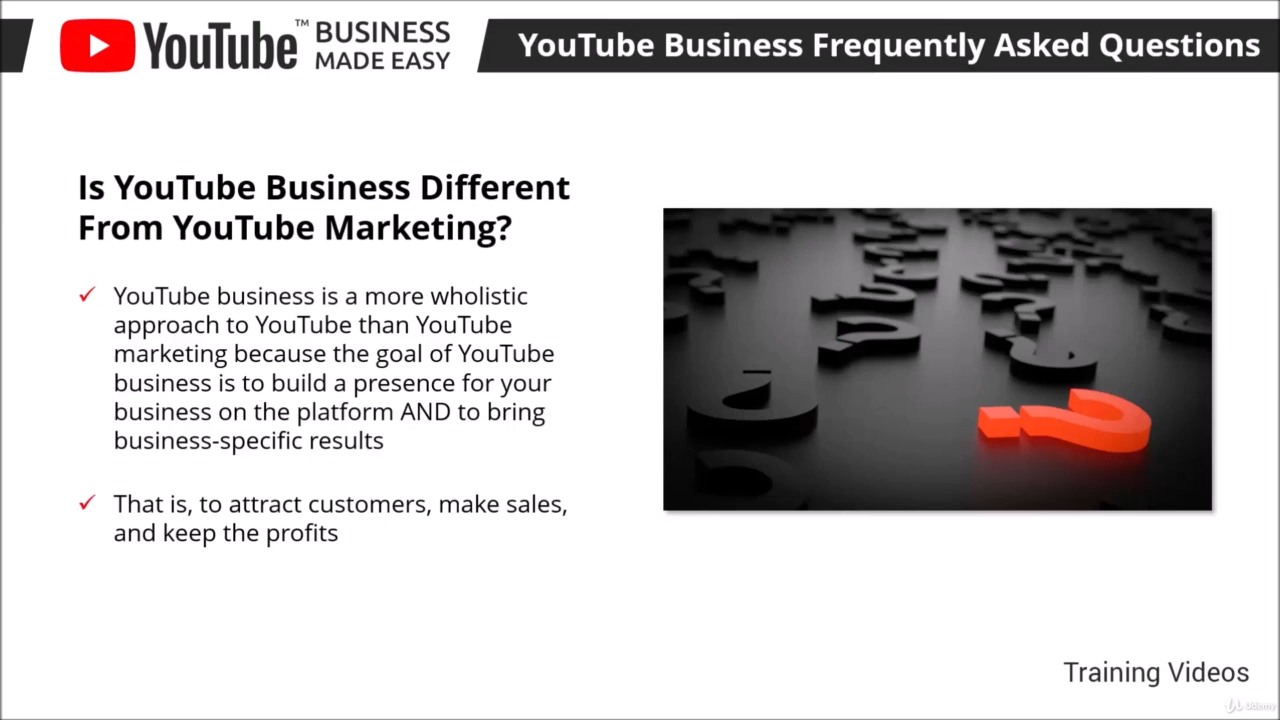 YouTube™ BUSINESS MADE EASY
YouTube Business Frequently Asked Questions
Is YouTube Business Different
From YouTube Marketing?
YouTube business is a more wholistic
approach to YouTube than YouTube
marketing because the goal of YouTube
business is to build a presence for your
business on the platform AND to bring
business-specific results
That is, to attract customers, make sales,
and keep the profits
Training Videos
Udemy